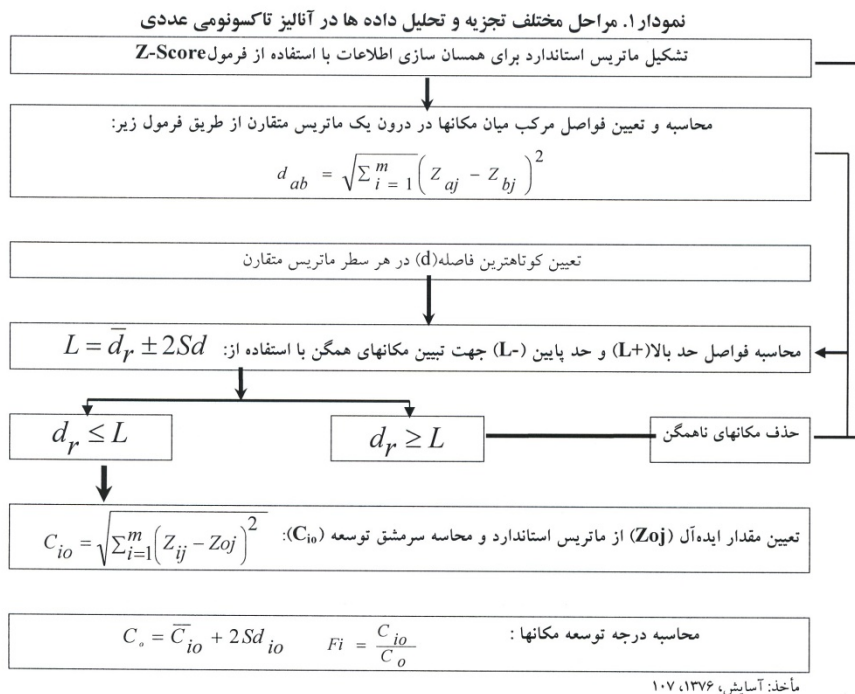 نمودار۱. مراحل مختلف تجزیه و تحلیل داده ها در آنالیز تاکسونومی عددی
تشکیل ماتریس استاندارد برای همسان سازی اطلاعات با استفاده از فرمولZ-Score
محاسبه و تعیین فواصل مرکب میان مکانها در درون یک ماتریس متقارن از طریق فرمول زیر:
d_ab = √Σ_{i = 1}^{m} (Z_aj − Z_bj)^2
تعیین کوتاهترین فاصله(d) در هر سطر ماتریس متقارن
محاسبه فواصل حد بالا(L+) و حد پایین (L-) جهت تبیین مکانهای همگن با استفاده از: L = d̄_r ± 2Sd
d_r ≤ L
d_r ≥ L
حذف مکانهای ناهمگن
تعیین مقدار ایده‌آل (Zoj) از ماتریس استاندارد و محاسه سرمشق توسعه (C_io): C_io = √Σ_{i=1}^{m} (Z_ij − Zoj)^2
محاسبه درجه توسعه مکانها : Fi = C_io / C_o C_o = C̄_io + 2Sd_io
مأخذ: آسایش، ۱۳۷۶، ۱۰۷